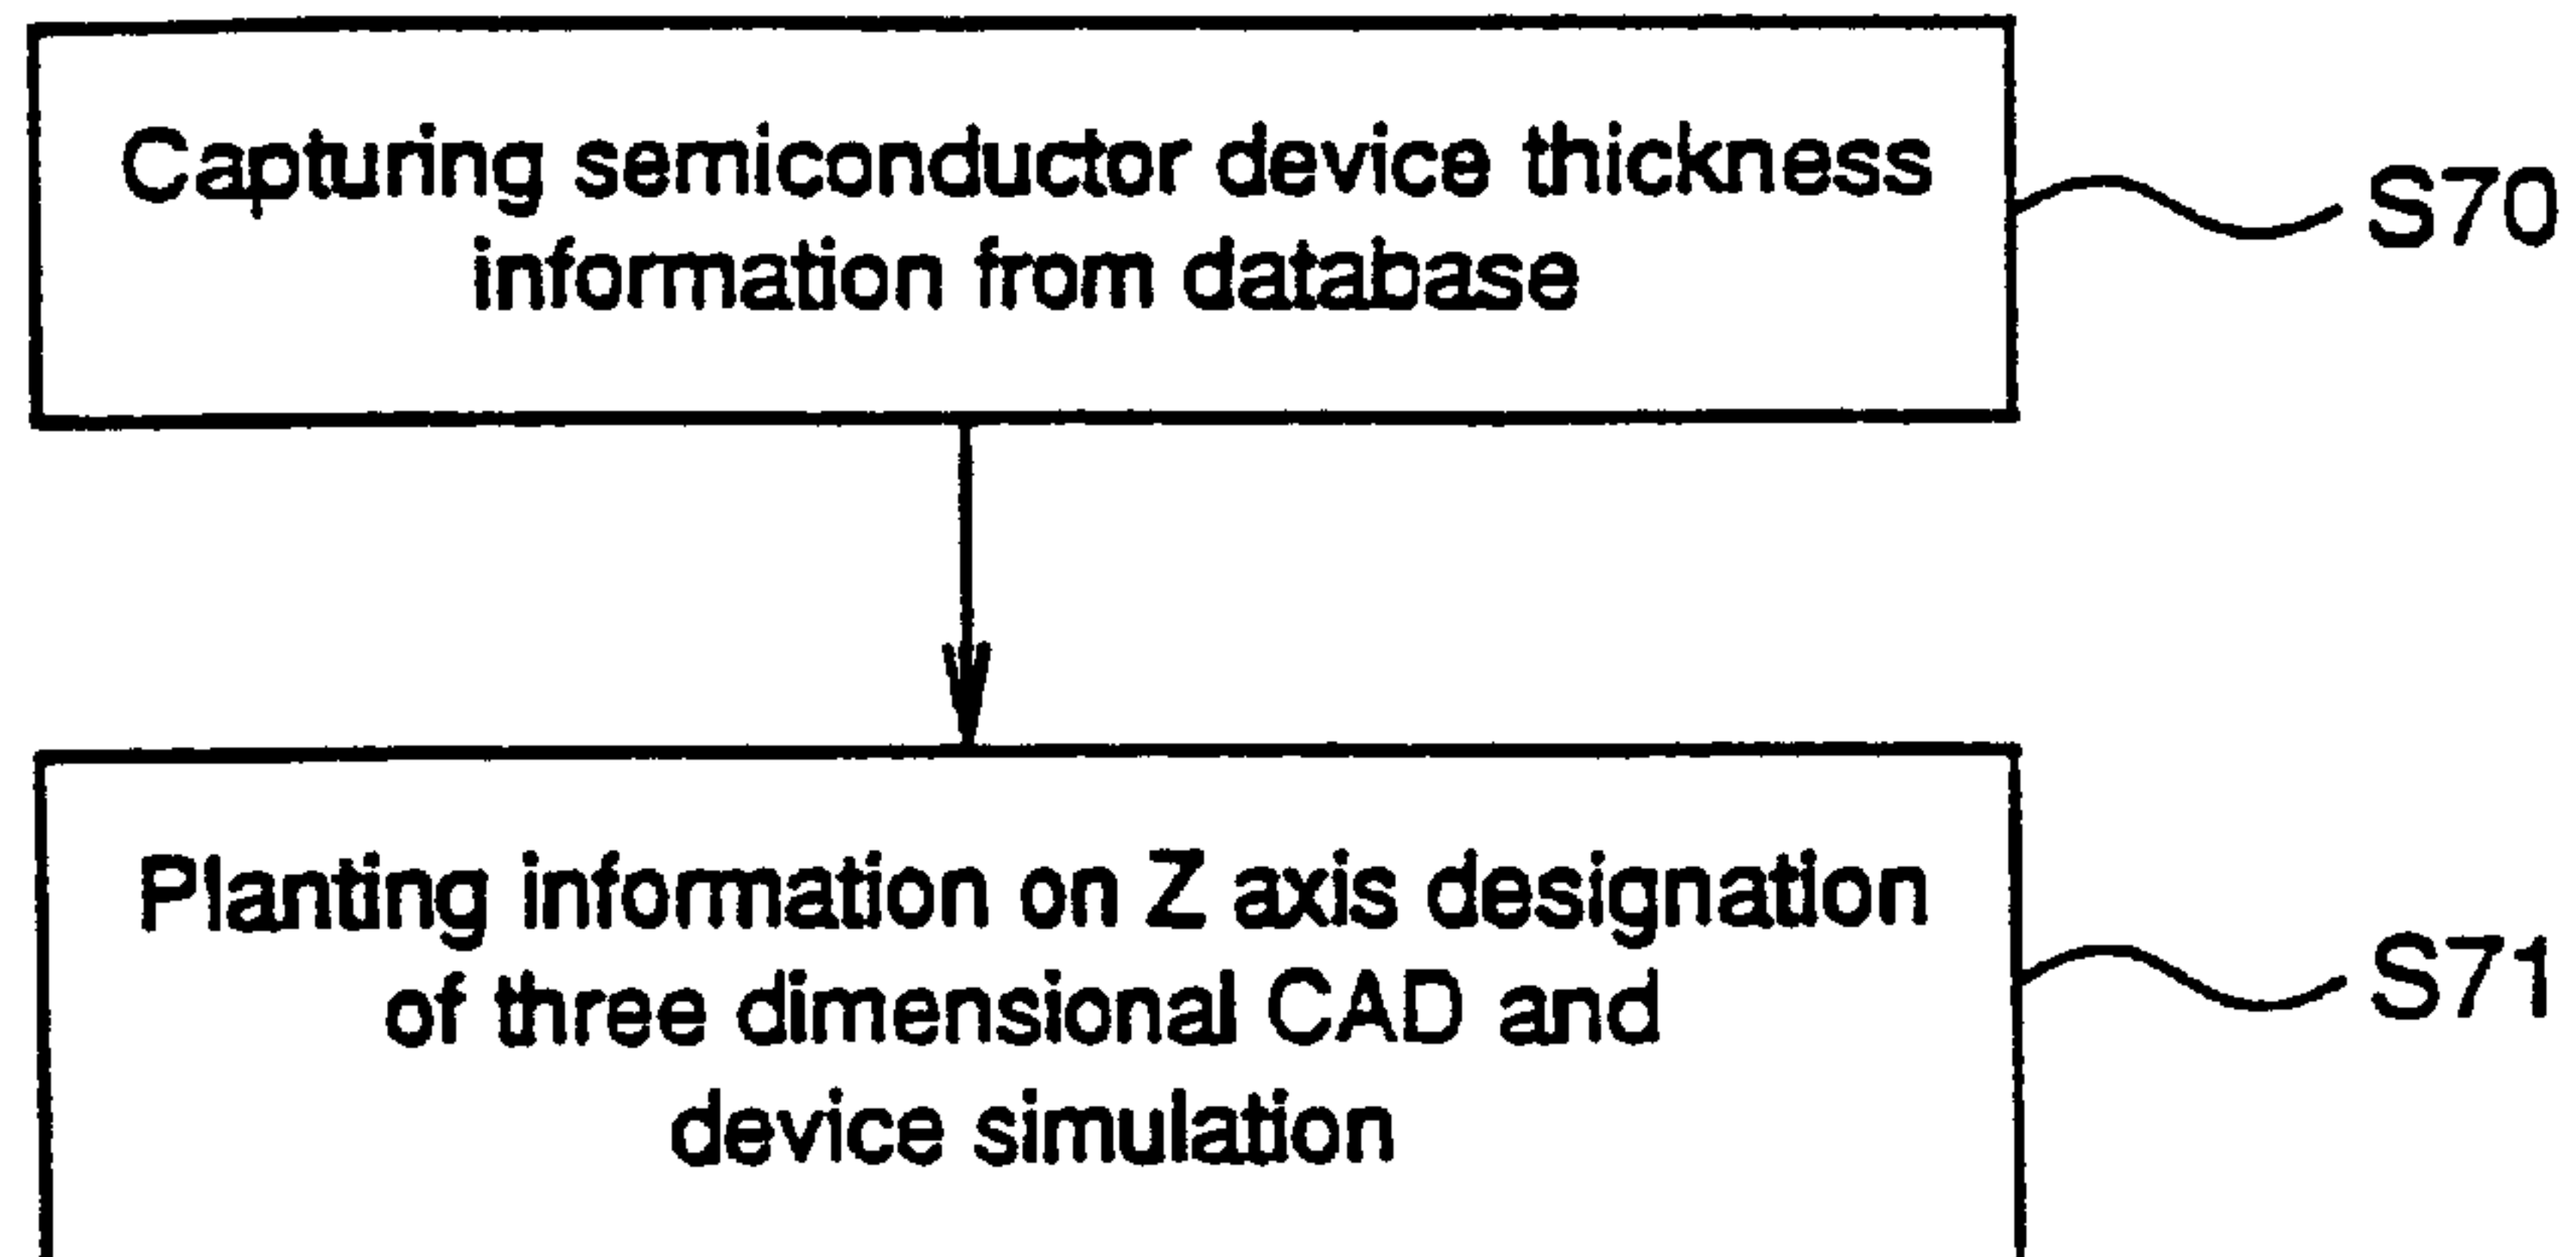 Capturing semiconductor device thickness
information from database
S70
Planting information on Z axis designation
of three dimensional CAD and
device simulation
S71